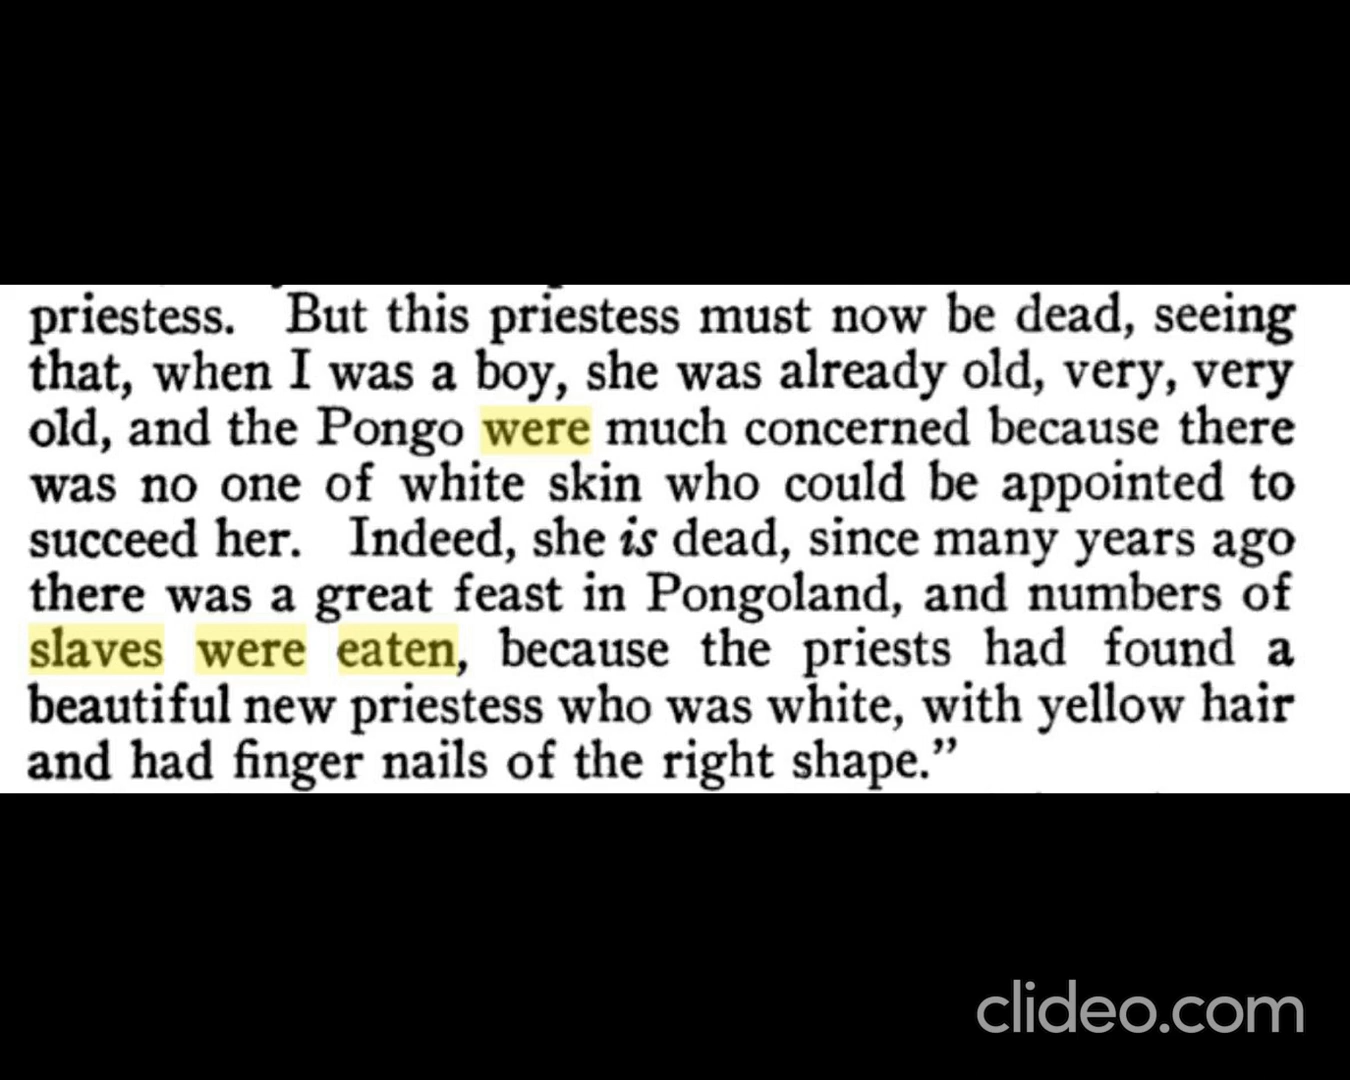 priestess. But this priestess must now be dead, seeing
that, when I was a boy, she was already old, very, very
old, and the Pongo were much concerned because there
was no one of white skin who could be appointed to
succeed her. Indeed, she is dead, since many years ago
there was a great feast in Pongoland, and numbers of
slaves were eaten, because the priests had found a
beautiful new priestess who was white, with yellow hair
and had finger nails of the right shape.”
clideo.com